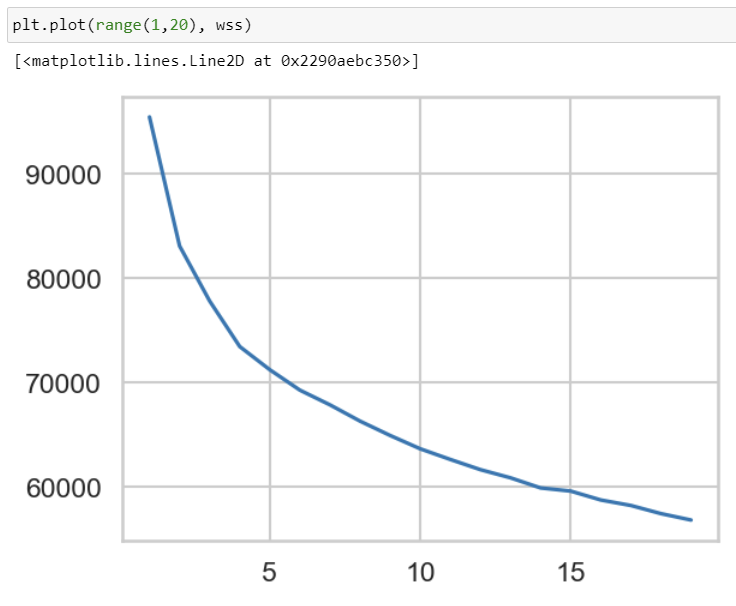 plt.plot(range(1,20), wss)
[<matplotlib.lines.Line2D at 0x2290aebc350>]
90000
80000
70000
60000
5 10 15